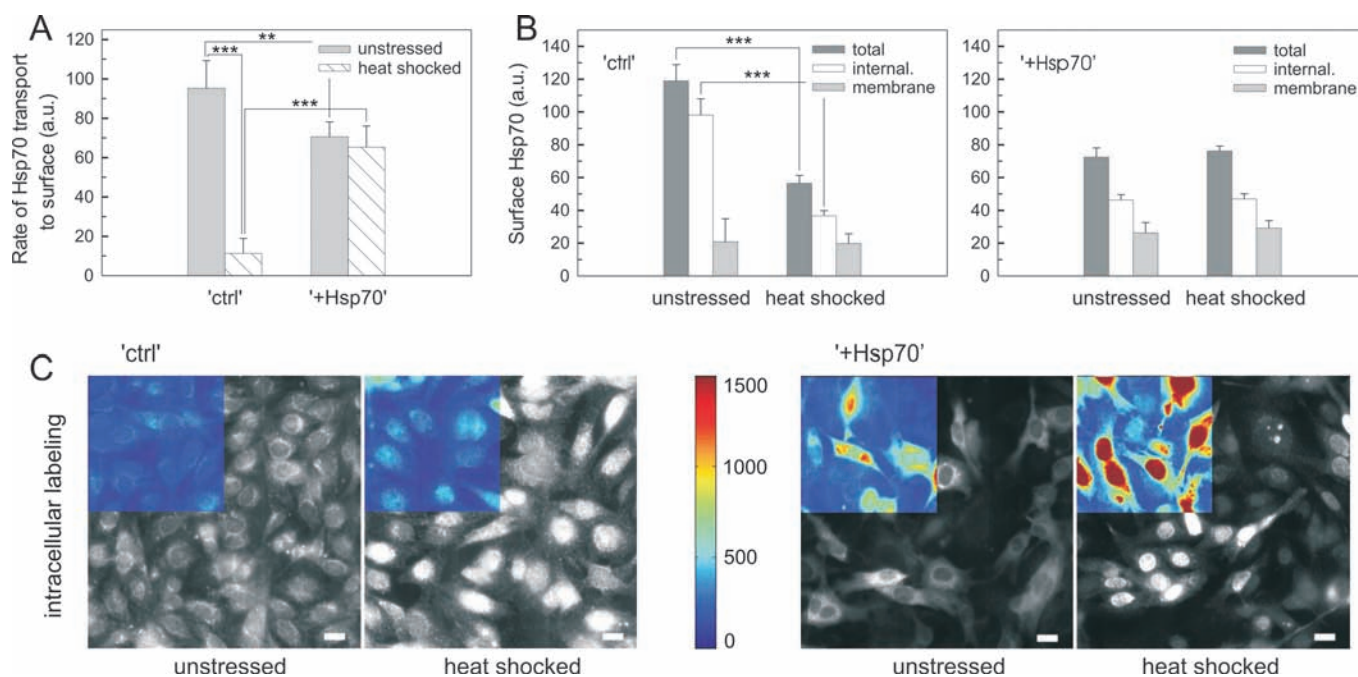 A
Rate of Hsp70 transport
to surface (a.u.)
120
100
80
60
40
20
0
**
***
***
unstressed
heat shocked
'ctrl'
'+Hsp70'
B
Surface Hsp70 (a.u.)
140
120
100
80
60
40
20
0
'ctrl'
***
***
total
internal.
membrane
unstressed
heat shocked
140
120
100
80
60
40
20
0
'+Hsp70'
total
internal.
membrane
unstressed
heat shocked
C
'ctrl'
'+Hsp70'
intracellular labeling
1500
1000
500
0
unstressed
heat shocked
unstressed
heat shocked